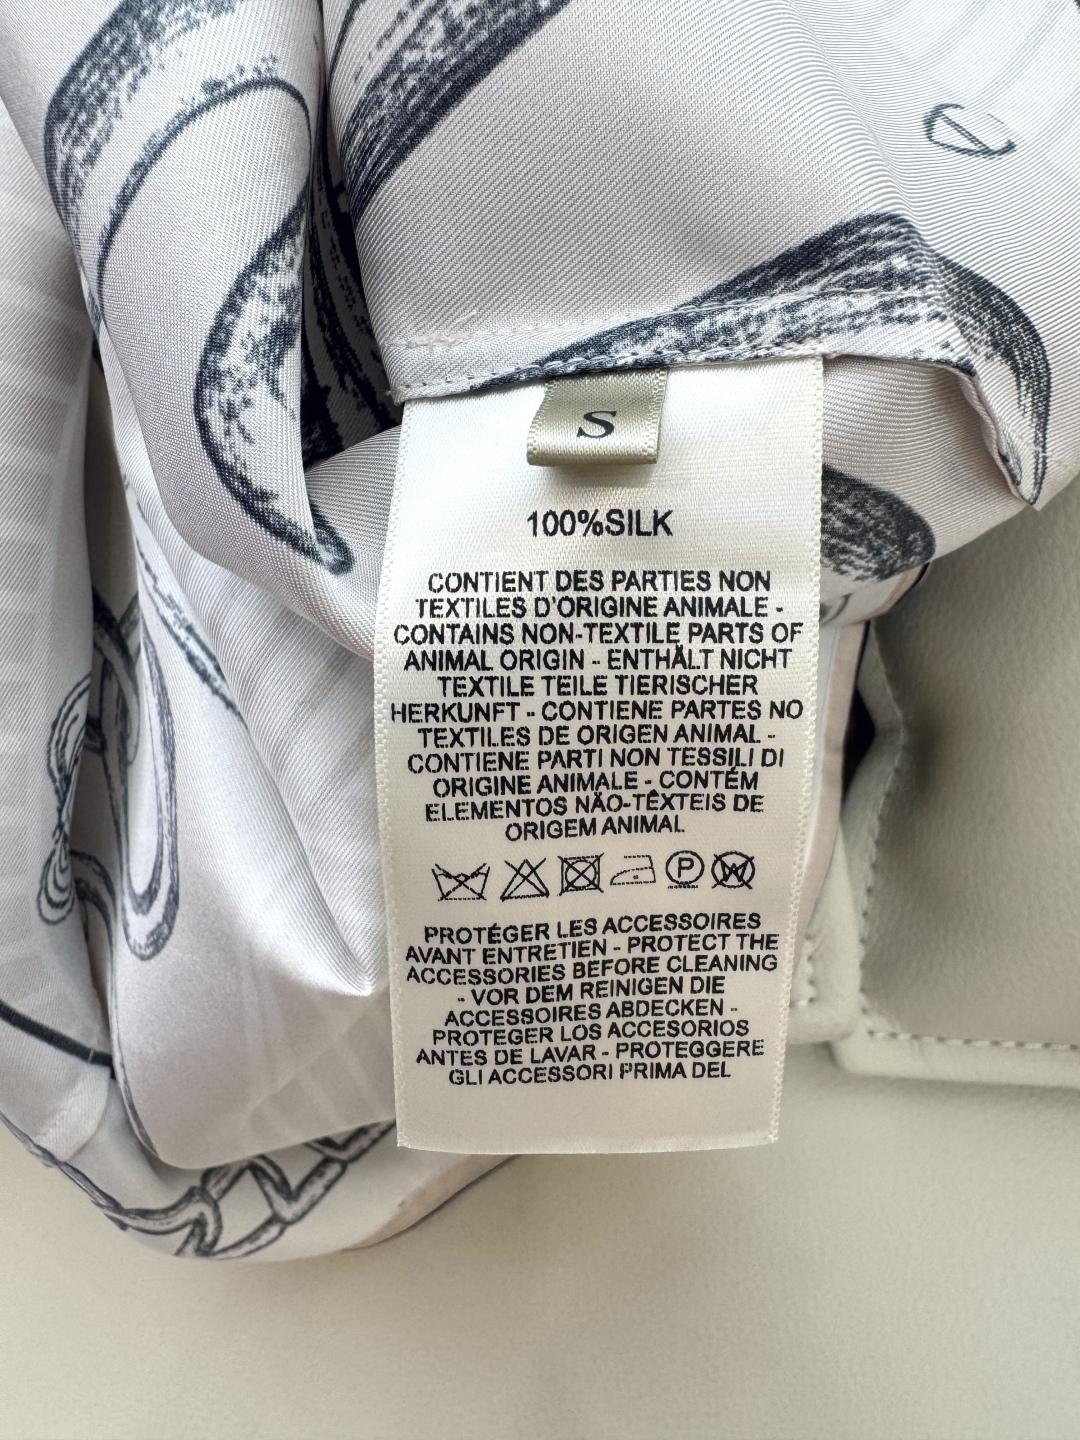 S
100%SILK
CONTIENT DES PARTIES NON
TEXTILES D'ORIGINE ANIMALE -
CONTAINS NON-TEXTILE PARTS OF
ANIMAL ORIGIN - ENTHÄLT NICHT
TEXTILE TEILE TIERISCHER
HERKUNFT - CONTIENE PARTES NO
TEXTILES DE ORIGEN ANIMAL -
CONTIENE PARTI NON TESSILI DI
ORIGINE ANIMALE - CONTÉM
ELEMENTOS NÃO-TÊXTEIS DE
ORIGEM ANIMAL
P W
PROTÉGER LES ACCESSOIRES
AVANT ENTRETIEN - PROTECT THE
ACCESSORIES BEFORE CLEANING
- VOR DEM REINIGEN DIE
ACCESSOIRES ABDECKEN -
PROTEGER LOS ACCESORIOS
ANTES DE LAVAR - PROTEGGERE
GLI ACCESSORI PRIMA DEL